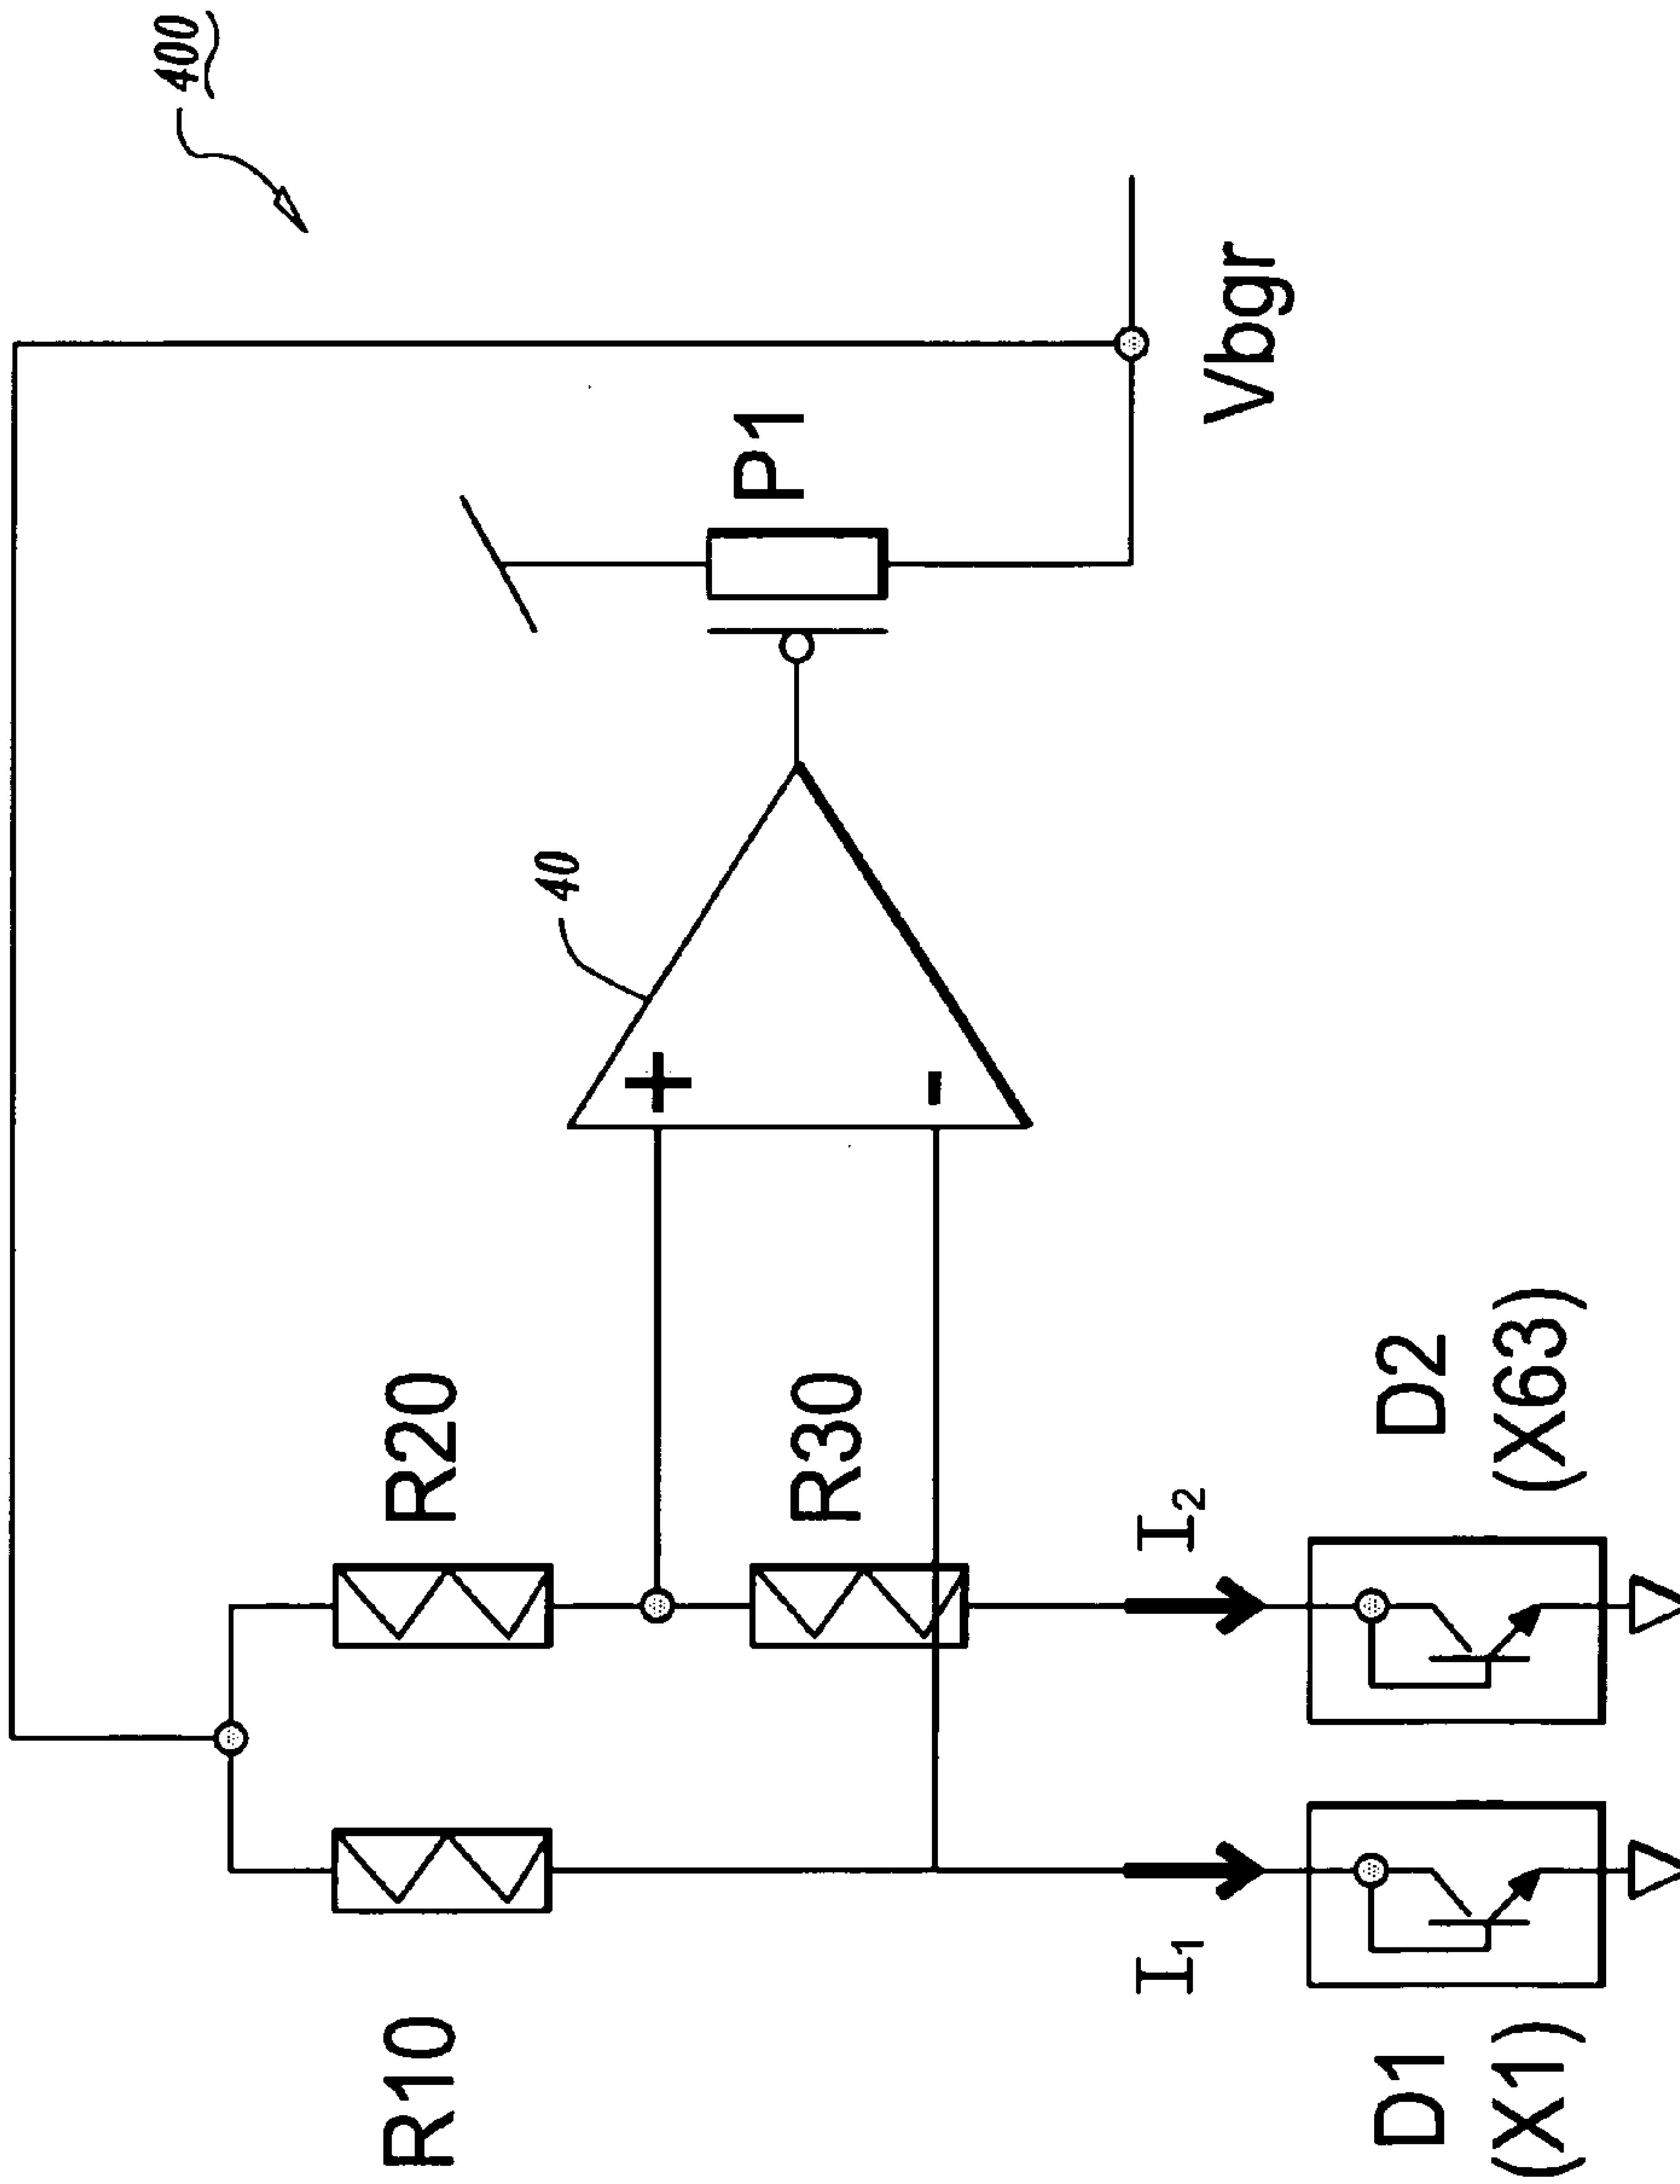 400
R10
R20
R30
40
+
-
P1
Vbgr
I1
I2
D1
(X1)
D2
(X63)